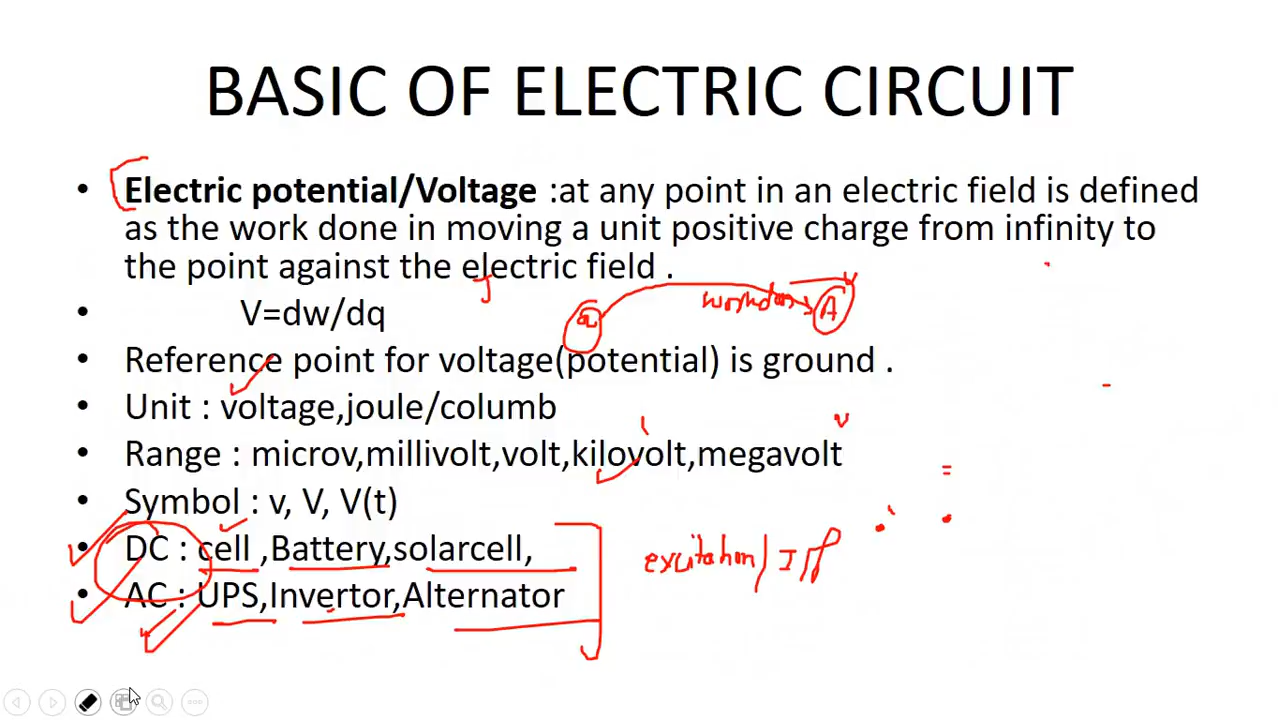 BASIC OF ELECTRIC CIRCUIT
• Electric potential/Voltage :at any point in an electric field is defined
as the work done in moving a unit positive charge from infinity to
the point against the electric field .
J
• V=dw/dq
A
• Reference point for voltage(potential) is ground .
• Unit : voltage,joule/columb
• Range : microv,millivolt,volt,kilovolt,megavolt
• Symbol : v, V, V(t)
• DC : cell ,Battery,solarcell,
excitation/ I/p
• AC : UPS,Invertor,Alternator